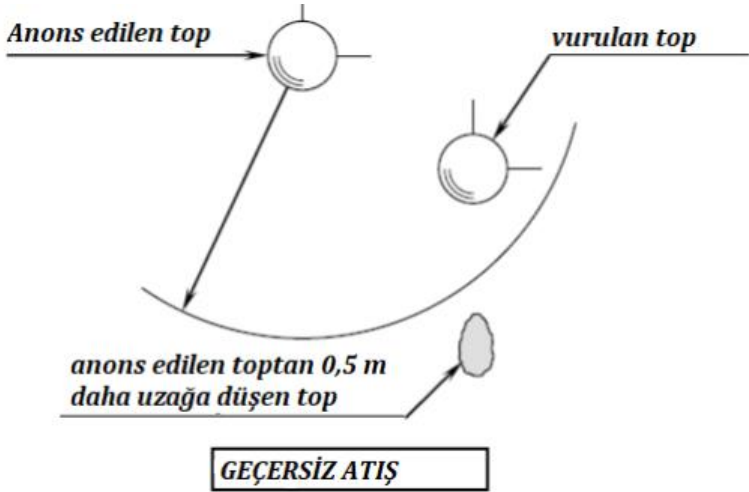 Anons edilen top
vurulan top
anons edilen toptan 0,5 m
daha uzağa düşen top
GEÇERSİZ ATIŞ